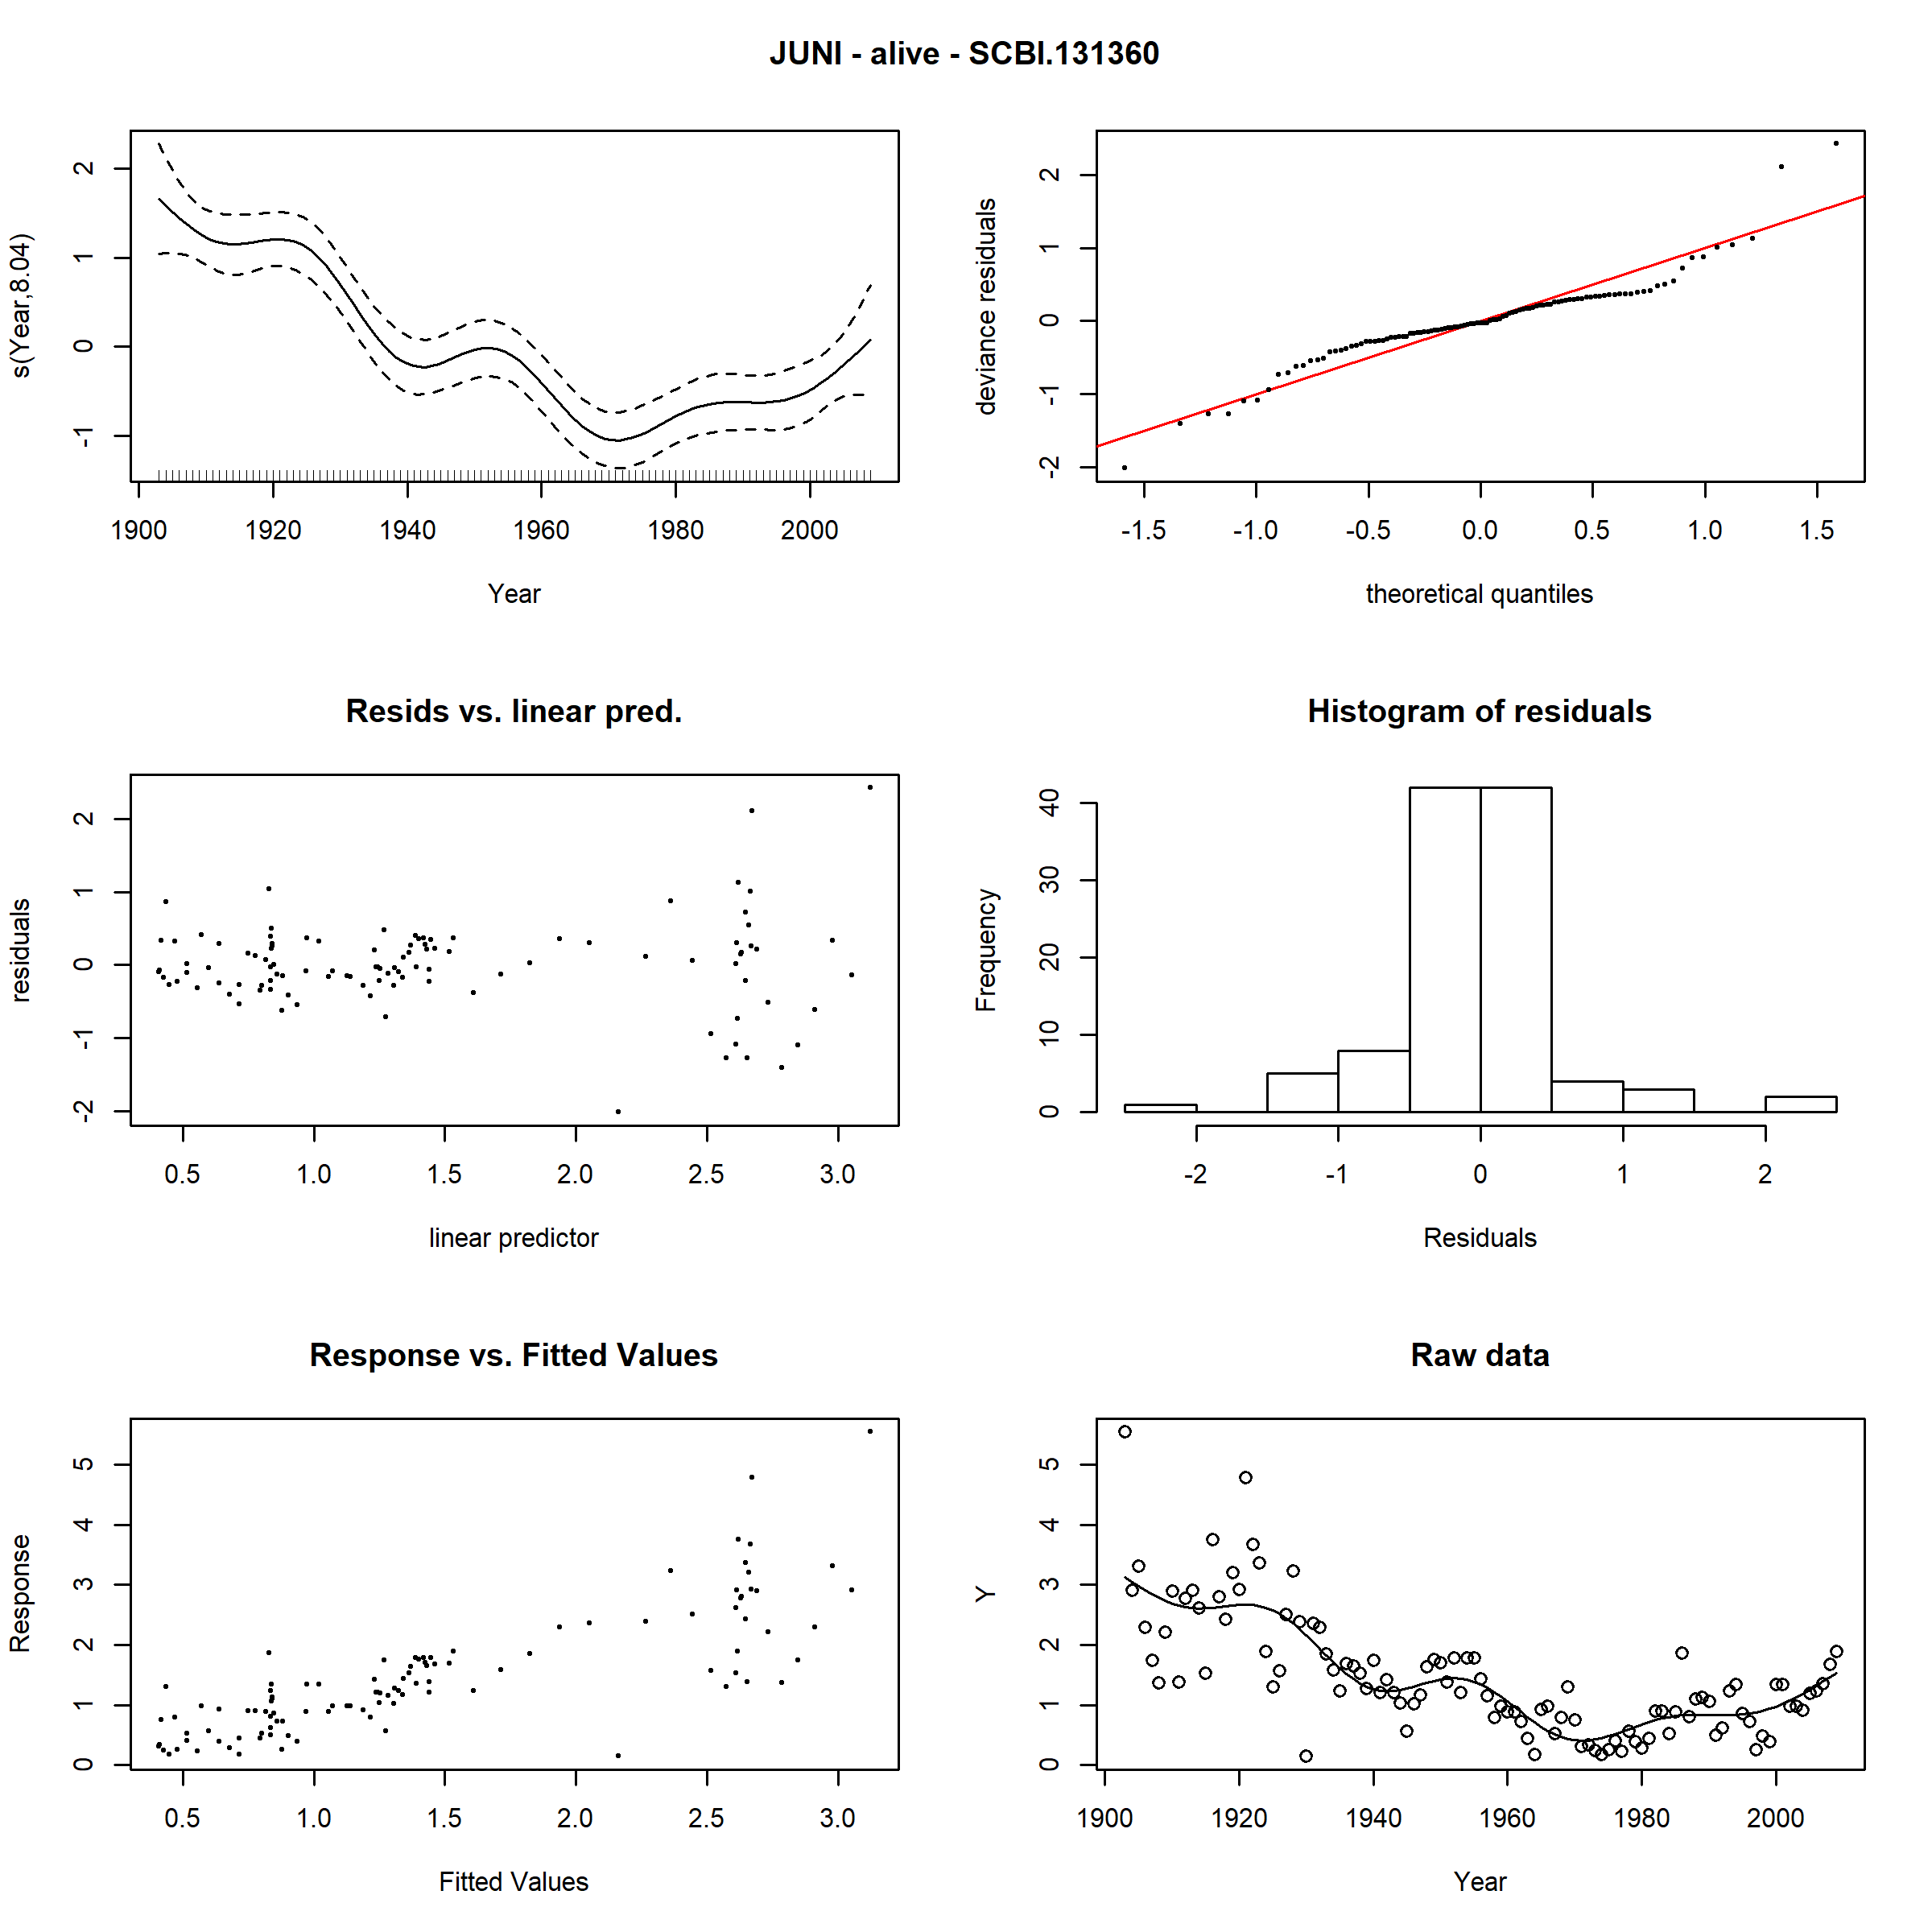 JUNI - alive - SCBI.131360
s(Year,8.04)
2
1
0
-1
1900 1920 1940 1960 1980 2000
Year
deviance residuals
2
1
0
-1
-2
-1.5 -1.0 -0.5 0.0 0.5 1.0 1.5
theoretical quantiles
Resids vs. linear pred.
residuals
2
1
0
-1
-2
0.5 1.0 1.5 2.0 2.5 3.0
linear predictor
Histogram of residuals
Frequency
40
30
20
10
0
-2 -1 0 1 2
Residuals
Response vs. Fitted Values
Response
5
4
3
2
1
0
0.5 1.0 1.5 2.0 2.5 3.0
Fitted Values
Raw data
Y
5
4
3
2
1
0
1900 1920 1940 1960 1980 2000
Year